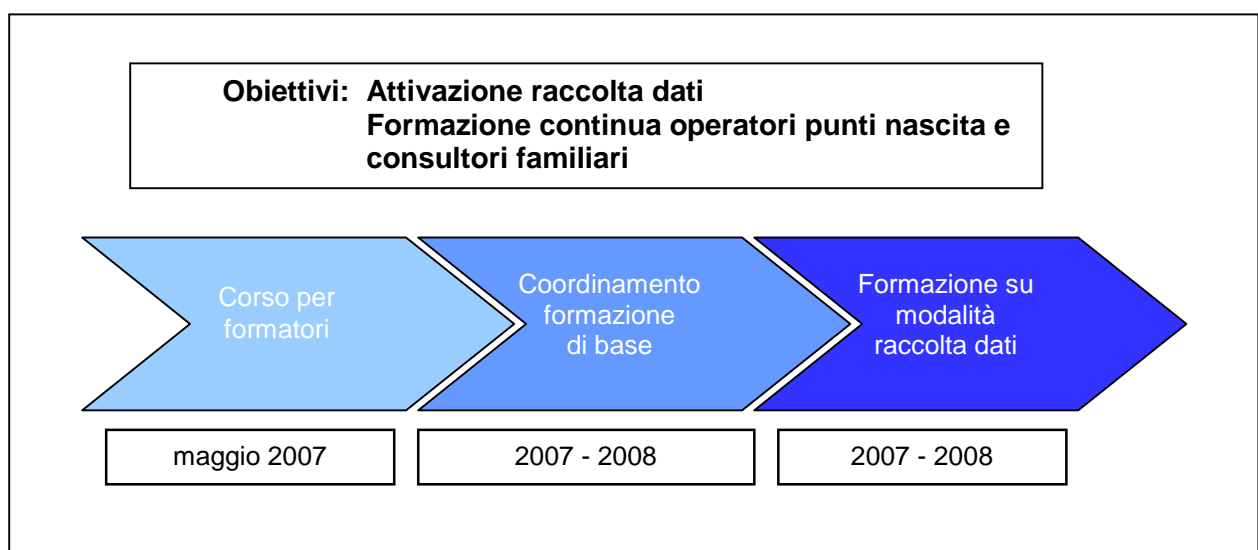 Obiettivi: Attivazione raccolta dati
Formazione continua operatori punti nascita e
consultori familiari
Corso per
formatori
Coordinamento
formazione
di base
Formazione su
modalità
raccolta dati
maggio 2007
2007 - 2008
2007 - 2008